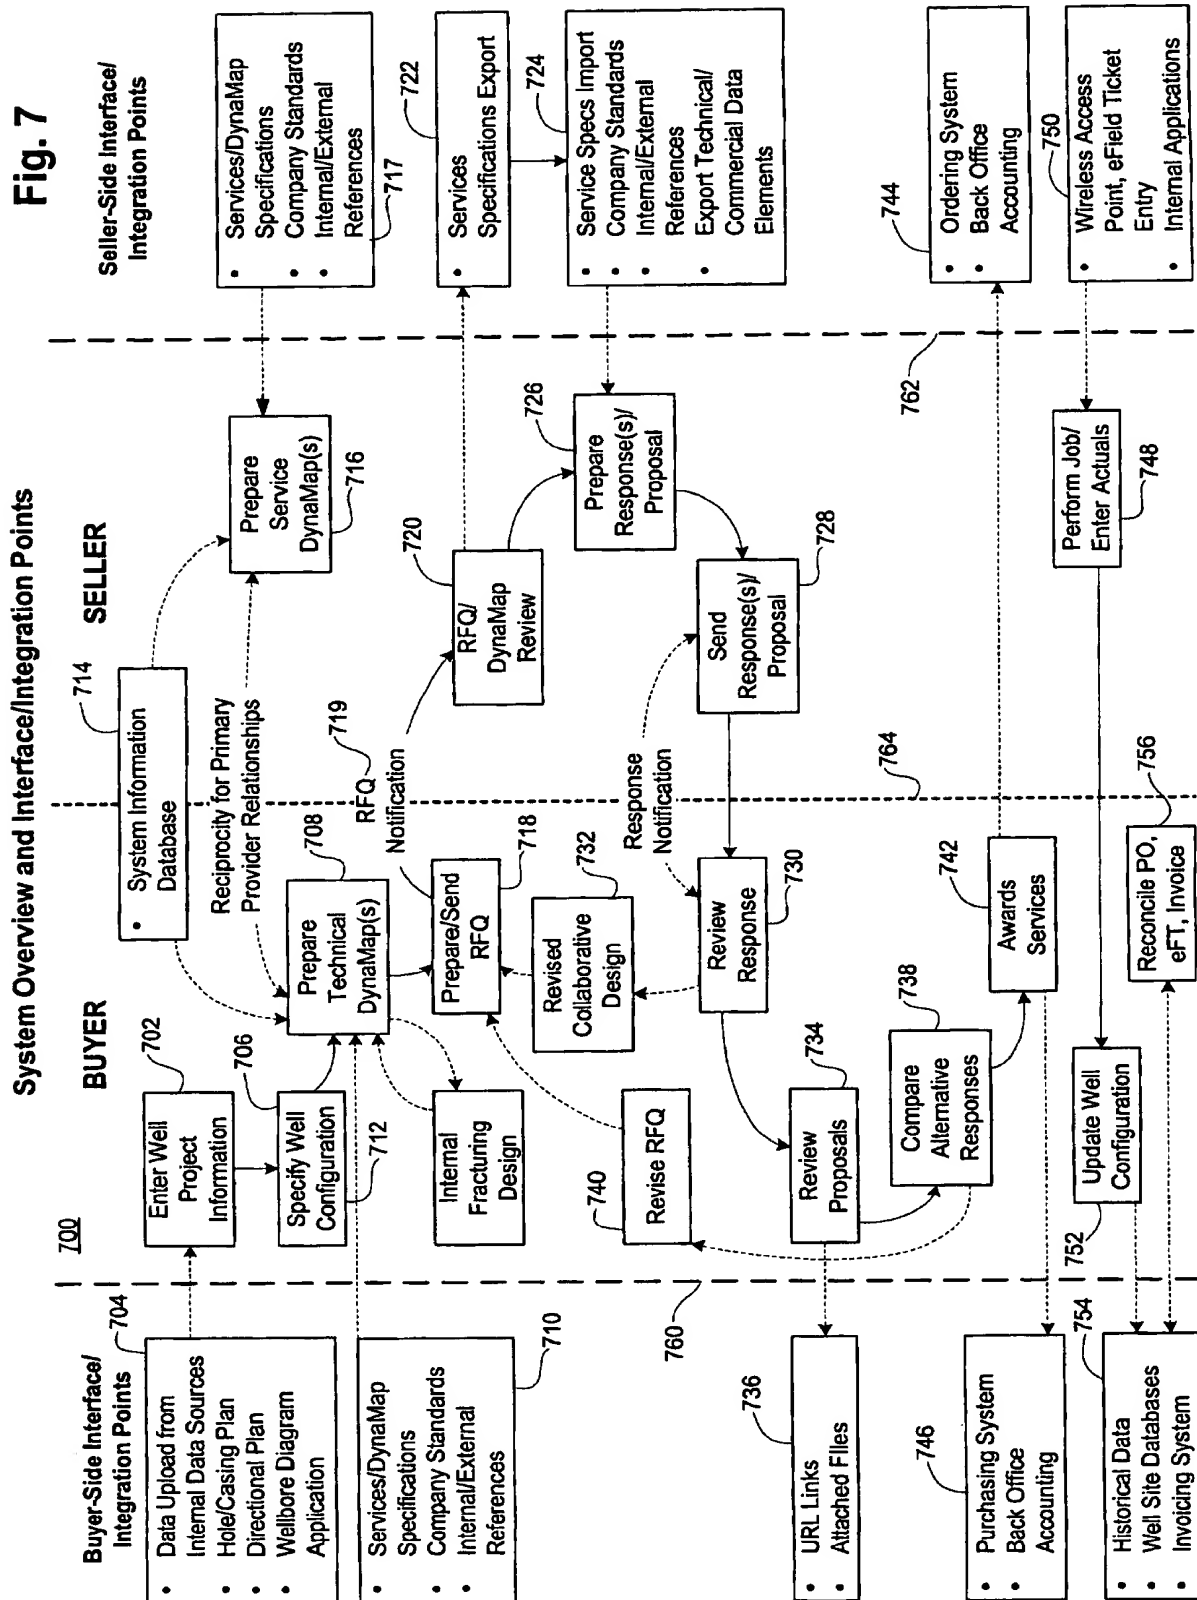 Fig. 7
System Overview and Interface/Integration Points
Buyer-Side Interface/
Integration Points
700
BUYER
SELLER
Seller-Side Interface/
Integration Points
704
• Data Upload from
Internal Data Sources
• Hole/Casing Plan
• Directional Plan
• Wellbore Diagram
Application
702
Enter Well
Project
Information
706
Specify Well
Configuration
712
714
• System Information
Database
Reciprocity for Primary
Provider Relationships
Prepare
Service
DynaMap(s)
716
• Services/DynaMap
Specifications
• Company Standards
• Internal/External
References
717
• Services/DynaMap
Specifications
• Company Standards
• Internal/External
References
710
Prepare
Technical
DynaMap(s)
708
RFQ
Notification
719
Internal
Fracturing
Design
Prepare/Send
RFQ
718
720
RFQ/
DynaMap
Review
722
• Services
Specifications Export
724
• Service Specs Import
• Company Standards
• Internal/External
References
• Export Technical/
Commercial Data
Elements
726
Prepare
Response(s)/
Proposal
732
Revised
Collaborative
Design
740
Revise RFQ
Response
Notification
Send
Response(s)/
Proposal
728
Review
Response
730
760
736
• URL Links
• Attached Files
Review
Proposals
734
Compare
Alternative
Responses
738
764
762
742
Awards
Services
744
• Ordering System
• Back Office
Accounting
746
• Purchasing System
• Back Office
Accounting
750
• Wireless Access
Point, eField Ticket
Entry
• Internal Applications
Perform Job/
Enter Actuals
748
752
Update Well
Configuration
754
• Historical Data
• Well Site Databases
• Invoicing System
756
Reconcile PO,
eFT, Invoice